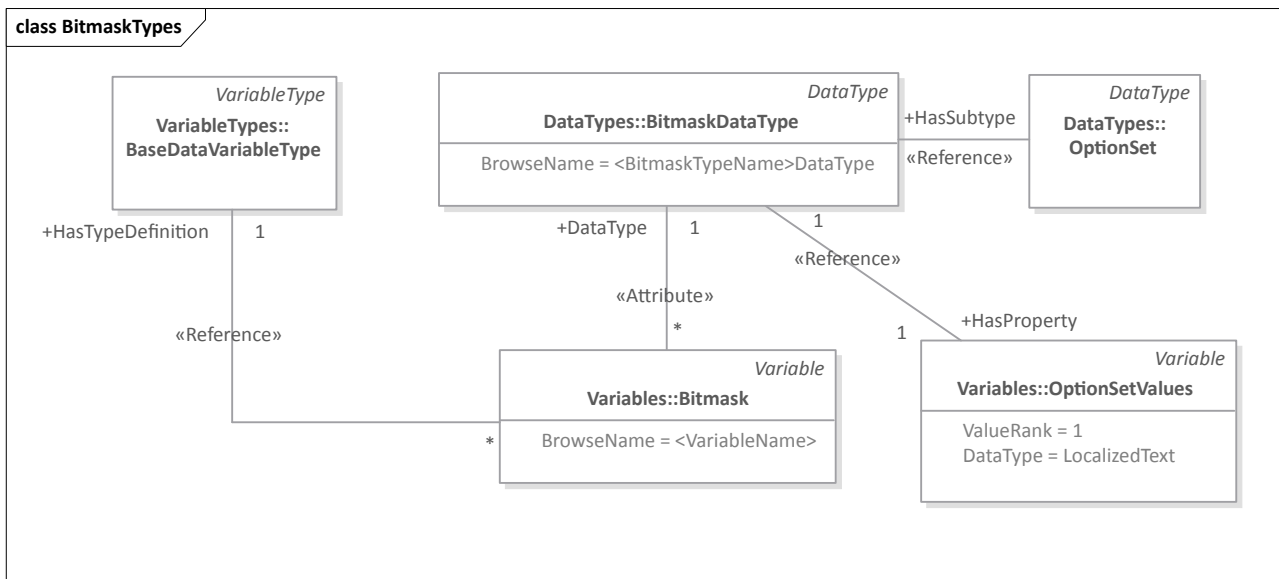 class BitmaskTypes
VariableType
VariableTypes::
BaseDataVariableType
DataType
DataTypes::BitmaskDataType
BrowseName = <BitmaskTypeName>DataType
+HasSubtype
«Reference»
DataType
DataTypes::
OptionSet
+HasTypeDefinition
1
+DataType
1
1
«Reference»
«Attribute»
«Reference»
*
+HasProperty
1
Variable
Variables::Bitmask
BrowseName = <VariableName>
*
Variable
Variables::OptionSetValues
ValueRank = 1
DataType = LocalizedText